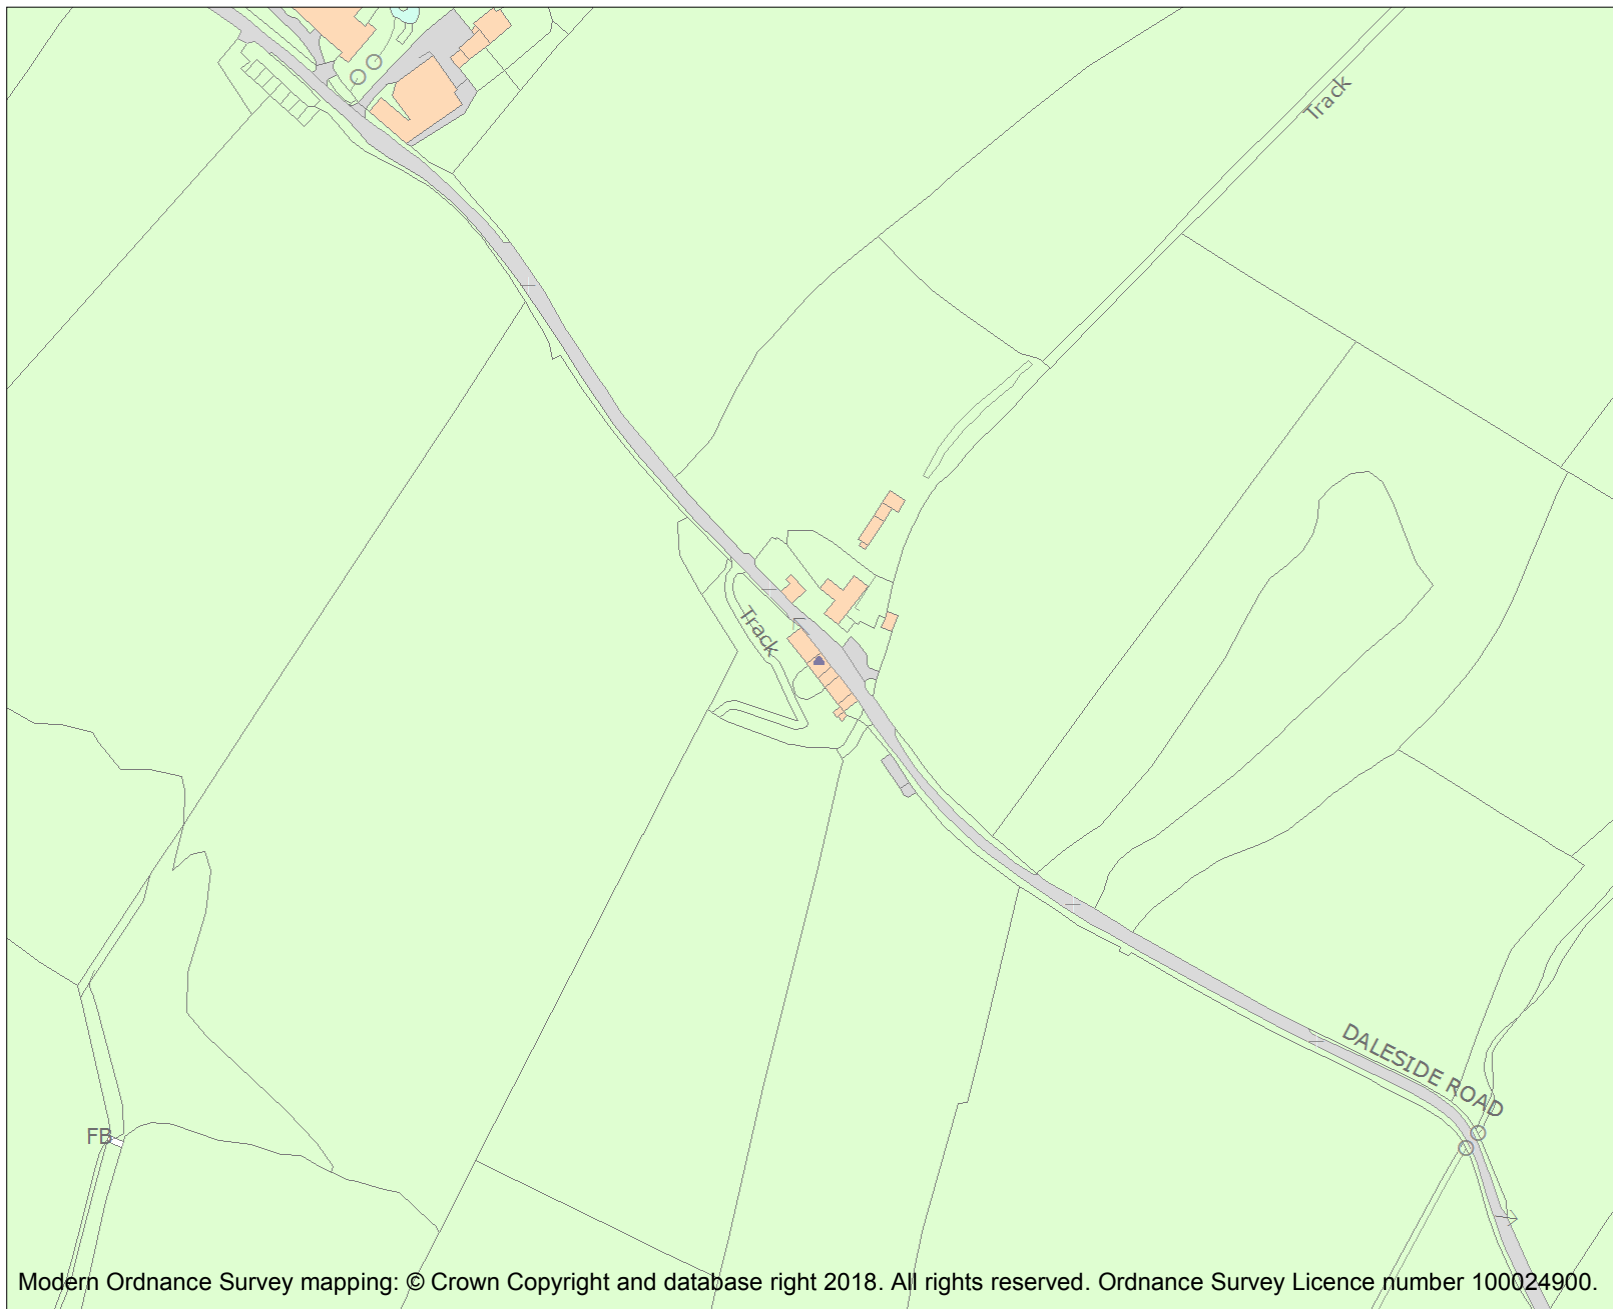 Track
Track
DALESIDE ROAD
FB
Modern Ordnance Survey mapping: © Crown Copyright and database right 2018. All rights reserved. Ordnance Survey Licence number 100024900.